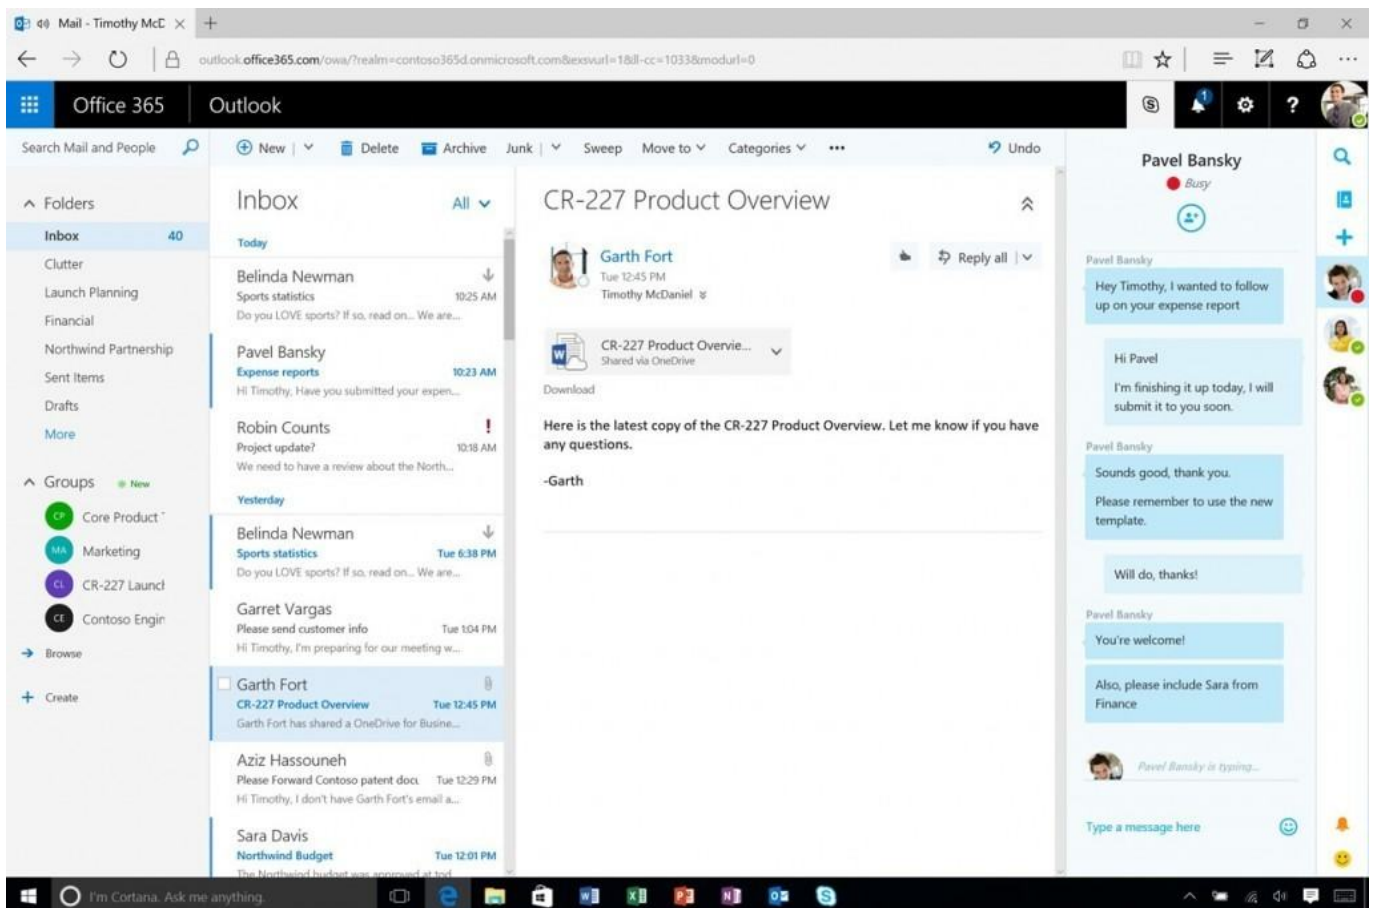 Mail - Timothy McD
outlook.office365.com/owa/?realm=contoso365d.onmicrosoft.com&exsvurl=1&ll-cc=1033&modurl=0
Office 365
Outlook
1
?
Search Mail and People
New
Delete
Archive
Junk
Sweep
Move to
Categories
Undo
Folders
Inbox 40
Clutter
Launch Planning
Financial
Northwind Partnership
Sent Items
Drafts
More
Groups
New
CP Core Product T
MA Marketing
CL CR-227 Launch
CE Contoso Engin
Browse
Create
Inbox
All
Today
Belinda Newman
Sports statistics 10:25 AM
Do you LOVE sports? If so, read on... We are...
Pavel Bansky
Expense reports 10:23 AM
Hi Timothy, Have you submitted your expen...
Robin Counts
Project update? 10:18 AM
We need to have a review about the North...
Yesterday
Belinda Newman
Sports statistics Tue 6:38 PM
Do you LOVE sports? If so, read on... We are...
Garret Vargas
Please send customer info Tue 1:04 PM
Hi Timothy, I'm preparing for our meeting w...
Garth Fort
CR-227 Product Overview Tue 12:45 PM
Garth Fort has shared a OneDrive for Busine...
Aziz Hassouneh
Please Forward Contoso patent docu Tue 12:29 PM
Hi Timothy, I don't have Garth Fort's email a...
Sara Davis
Northwind Budget Tue 12:01 PM
The Northwind budget was approved at tod
CR-227 Product Overview
Garth Fort
Tue 12:45 PM
Timothy McDaniel
Reply all
CR-227 Product Overvie...
Shared via OneDrive
Download
Here is the latest copy of the CR-227 Product Overview. Let me know if you have
any questions.
-Garth
Pavel Bansky
Busy
Pavel Bansky
Hey Timothy, I wanted to follow
up on your expense report
Hi Pavel
I'm finishing it up today, I will
submit it to you soon.
Pavel Bansky
Sounds good, thank you.
Please remember to use the new
template.
Will do, thanks!
Pavel Bansky
You're welcome!
Also, please include Sara from
Finance
Pavel Bansky is typing...
Type a message here
I'm Cortana. Ask me anything.